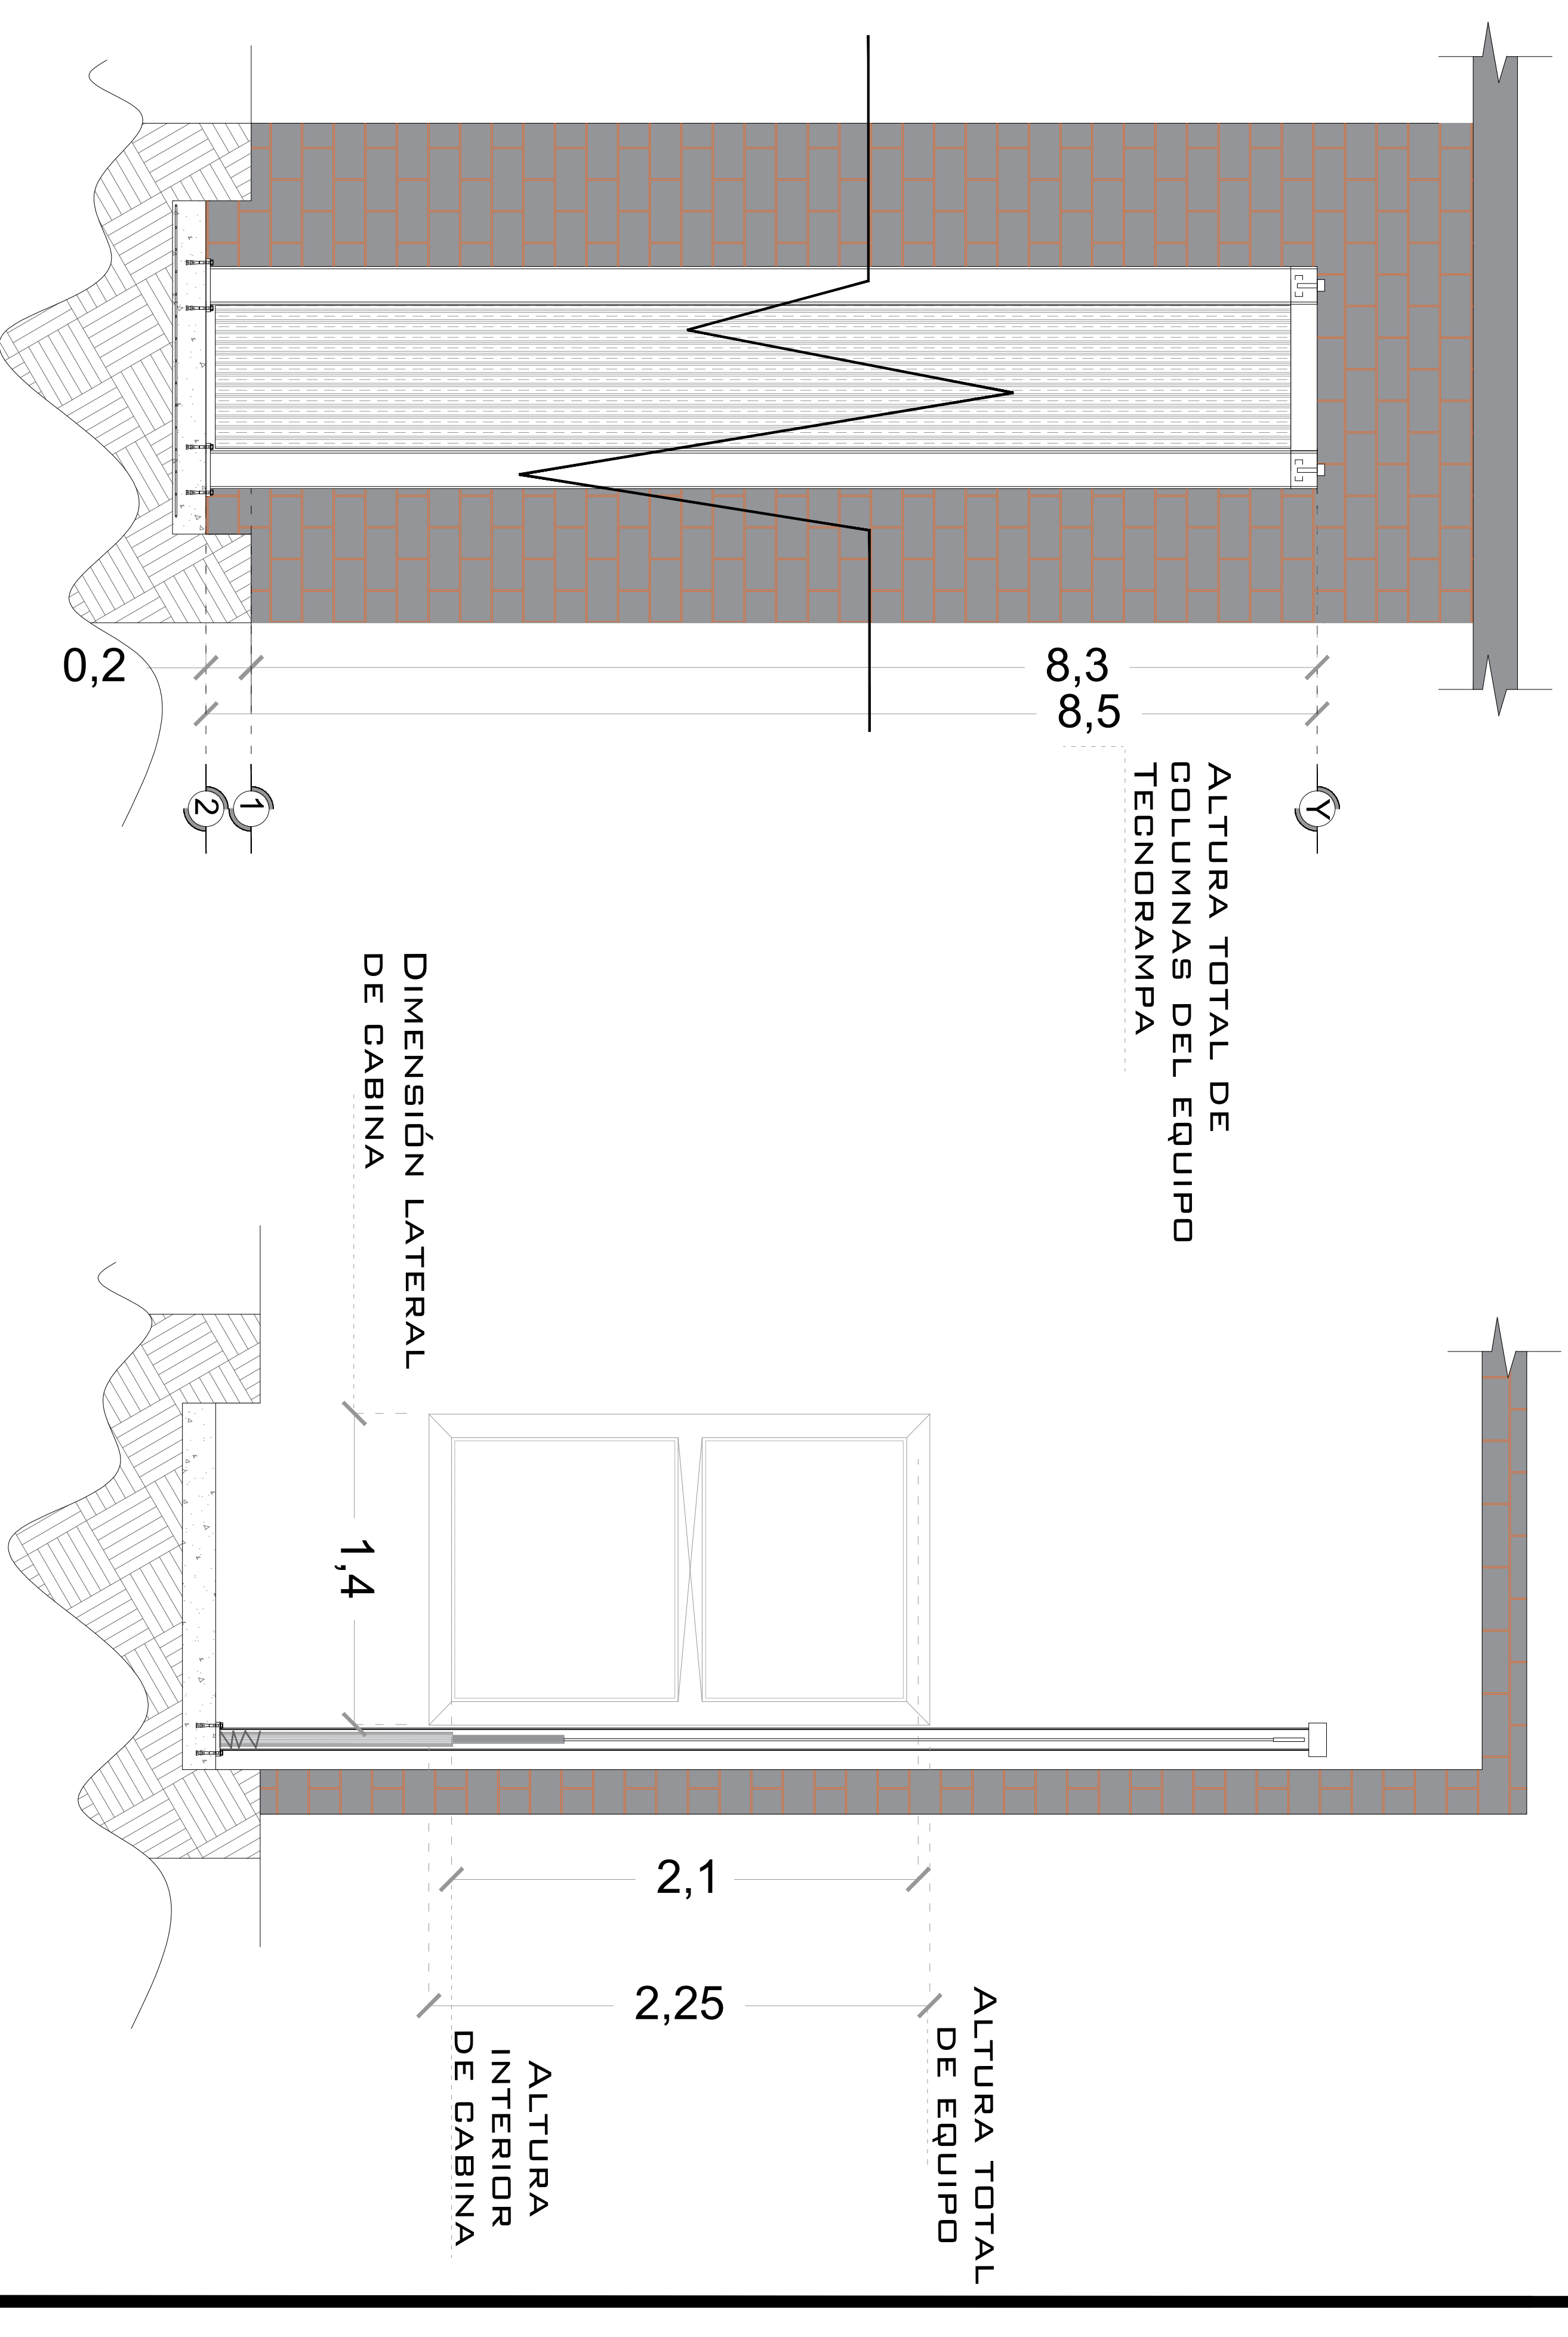 0,2
8,3
8,5
2
1
Y
Altura total de
columnas del equipo
Tecnorampa
Dimensión lateral
de cabina
1,4
2,1
2,25
Altura total
de equipo
Altura
interior
de cabina